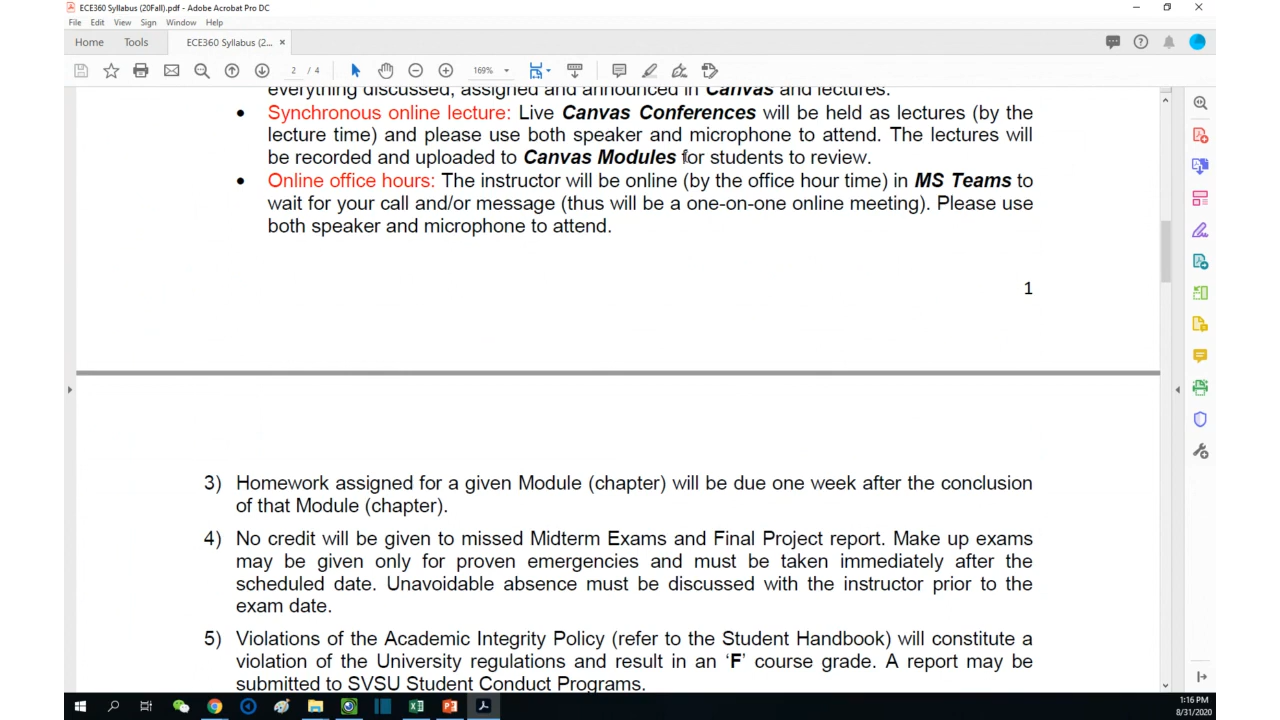 ECE360 Syllabus (20Fall).pdf - Adobe Acrobat Pro DC
File Edit View Sign Window Help
Home Tools ECE360 Syllabus (2... ×
2 / 4 169%
everything discussed, assigned and announced in Canvas and lectures.
• Synchronous online lecture: Live Canvas Conferences will be held as lectures (by the
lecture time) and please use both speaker and microphone to attend. The lectures will
be recorded and uploaded to Canvas Modules for students to review.
• Online office hours: The instructor will be online (by the office hour time) in MS Teams to
wait for your call and/or message (thus will be a one-on-one online meeting). Please use
both speaker and microphone to attend.
1
3) Homework assigned for a given Module (chapter) will be due one week after the conclusion
of that Module (chapter).
4) No credit will be given to missed Midterm Exams and Final Project report. Make up exams
may be given only for proven emergencies and must be taken immediately after the
scheduled date. Unavoidable absence must be discussed with the instructor prior to the
exam date.
5) Violations of the Academic Integrity Policy (refer to the Student Handbook) will constitute a
violation of the University regulations and result in an ‘F’ course grade. A report may be
submitted to SVSU Student Conduct Programs.
1:16 PM
8/31/2020